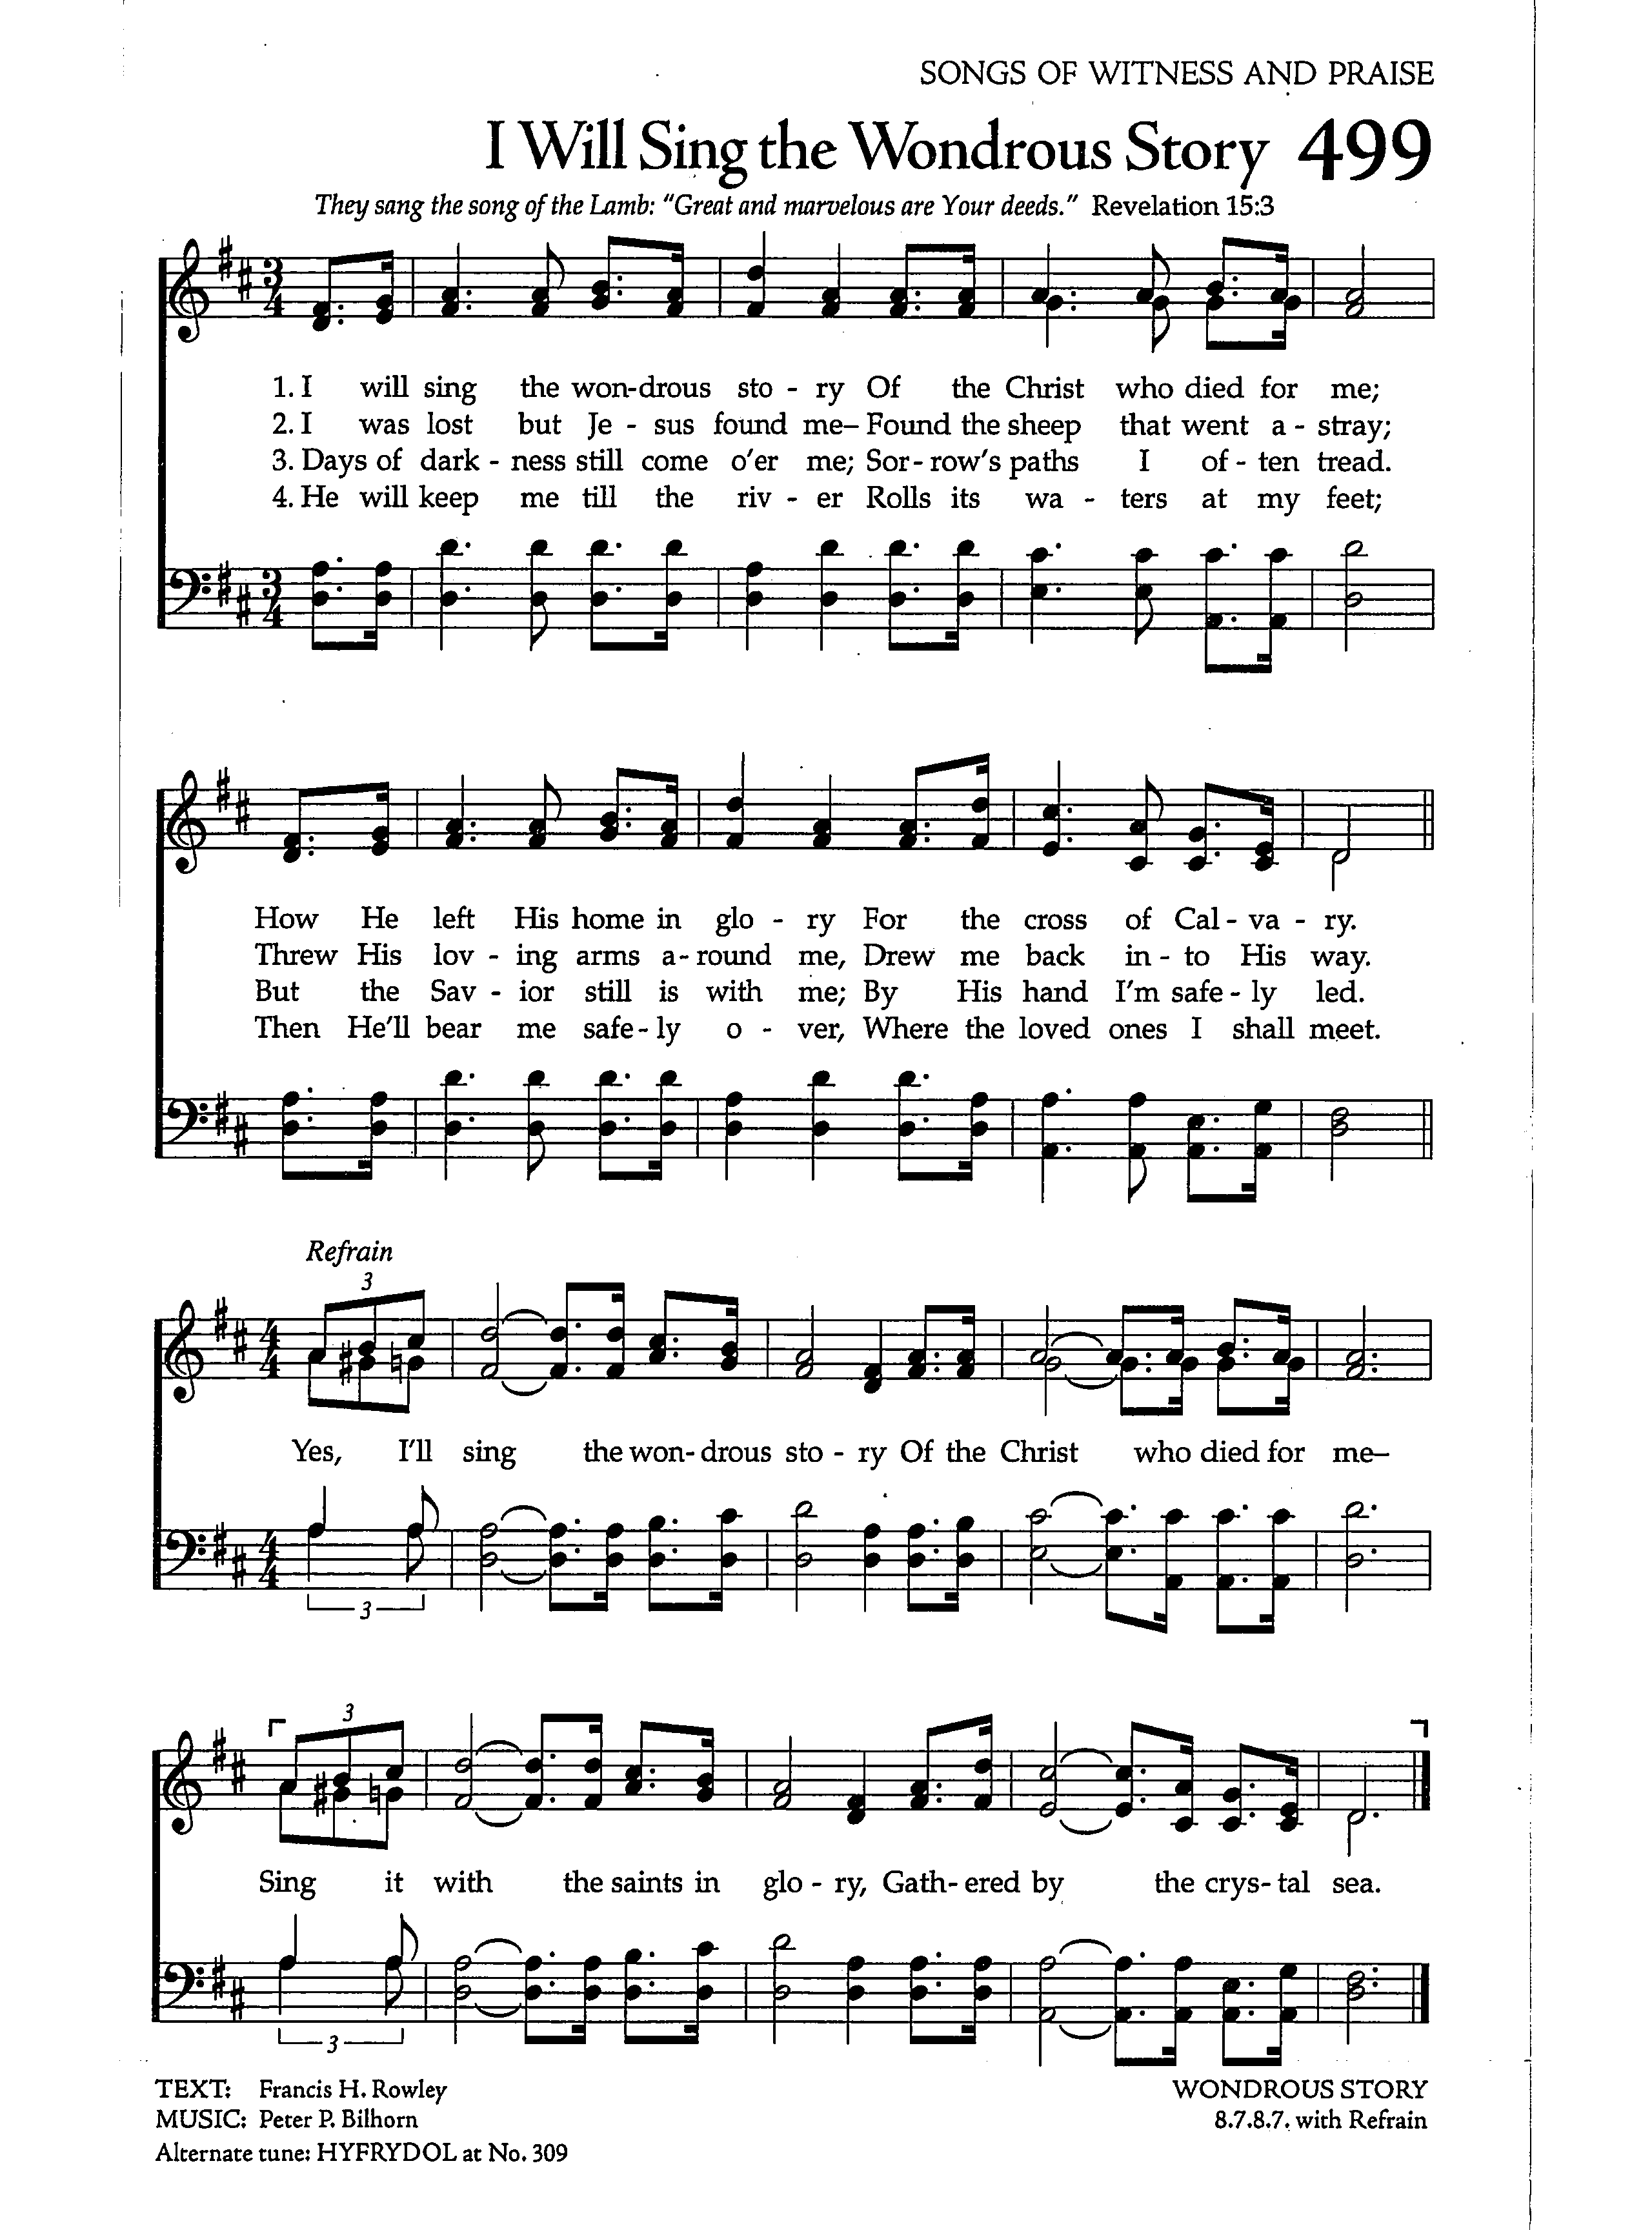 SONGS OF WITNESS AND PRAISE
I Will Sing the Wondrous Story 499
They sang the song of the Lamb: “Great and marvelous are Your deeds.” Revelation 15:3
3 4
1. I will sing the won-drous sto - ry Of the Christ who died for me;
2. I was lost but Je - sus found me– Found the sheep that went a - stray;
3. Days of dark - ness still come o’er me; Sor - row’s paths I of - ten tread.
4. He will keep me till the riv - er Rolls its wa - ters at my feet;
3 4
How He left His home in glo - ry For the cross of Cal - va - ry.
Threw His lov - ing arms a - round me, Drew me back in - to His way.
But the Sav - ior still is with me; By His hand I’m safe - ly led.
Then He’ll bear me safe - ly o - ver, Where the loved ones I shall meet.
Refrain
3
4 4
Yes, I’ll sing the won - drous sto - ry Of the Christ who died for me–
4 4
3
3
Sing it with the saints in glo - ry, Gath - ered by the crys - tal sea.
3
TEXT: Francis H. Rowley WONDROUS STORY
MUSIC: Peter P. Bilhorn 8.7.8.7. with Refrain
Alternate tune: HYFRYDOL at No. 309